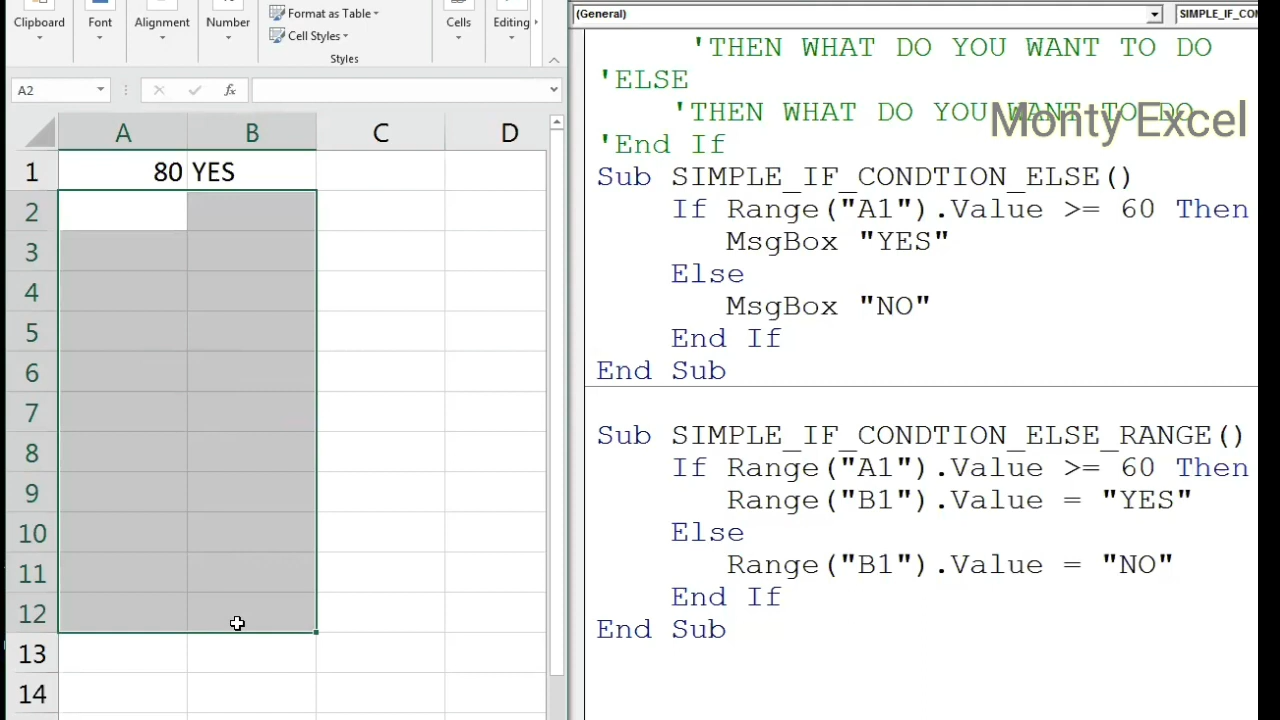 Clipboard
Font
Alignment
Number
Format as Table
Cell Styles
Styles
Cells
Editing
A2
fx
A B C D
1 80 YES
2
3
4
5
6
7
8
9
10
11
12
13
14
(General)
SIMPLE_IF_CON
'THEN WHAT DO YOU WANT TO DO
'ELSE
'THEN WHAT DO YOU WANT TO DO
Monty Excel
'End If
Sub SIMPLE_IF_CONDTION_ELSE()
If Range("A1").Value >= 60 Then
MsgBox "YES"
Else
MsgBox "NO"
End If
End Sub
Sub SIMPLE_IF_CONDTION_ELSE_RANGE()
If Range("A1").Value >= 60 Then
Range("B1").Value = "YES"
Else
Range("B1").Value = "NO"
End If
End Sub